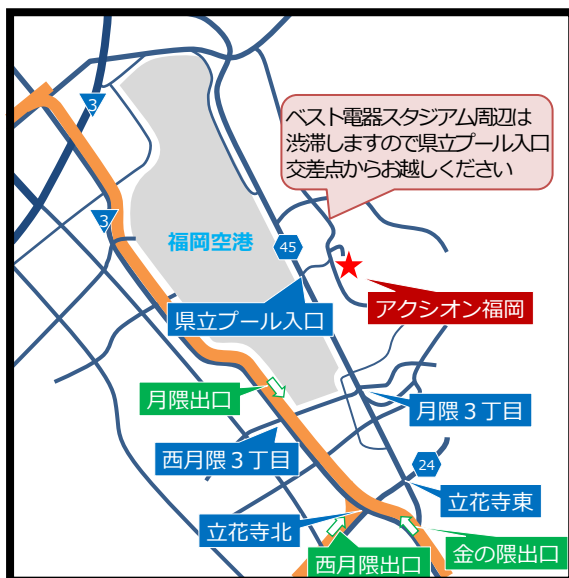 3
ベスト電器スタジアム周辺は
渋滞しますので県立プール入口
交差点からお越しください
3
福岡空港
45
アクシオン福岡
県立プール入口
月隈出口
月隈３丁目
西月隈３丁目
24
立花寺東
立花寺北
金の隈出口
西月隈出口